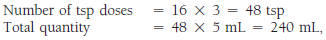 Number of tsp doses = 16 × 3 = 48 tsp
Total quantity = 48 × 5 mL = 240 mL,